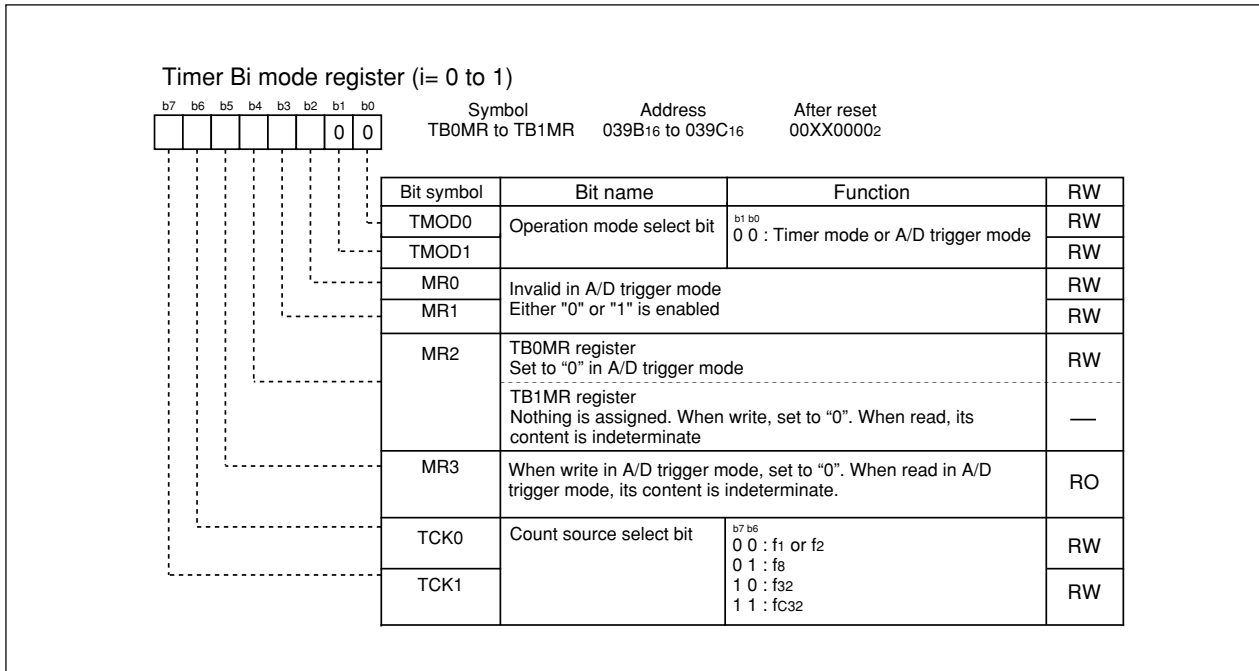 Timer Bi mode register (i= 0 to 1)
b7 b6 b5 b4 b3 b2 b1 b0
0 0
Symbol Address After reset
TB0MR to TB1MR 039B16 to 039C16 00XX00002
Bit symbol Bit name Function RW
TMOD0 Operation mode select bit b1 b0 RW
0 0 : Timer mode or A/D trigger mode
TMOD1 RW
MR0 Invalid in A/D trigger mode RW
MR1 Either "0" or "1" is enabled RW
MR2 TB0MR register RW
Set to “0” in A/D trigger mode
TB1MR register
Nothing is assigned. When write, set to “0”. When read, its —
content is indeterminate
MR3 When write in A/D trigger mode, set to “0”. When read in A/D RO
trigger mode, its content is indeterminate.
TCK0 Count source select bit b7 b6 RW
0 0 : f1 or f2
0 1 : f8
TCK1 1 0 : f32 RW
1 1 : fC32